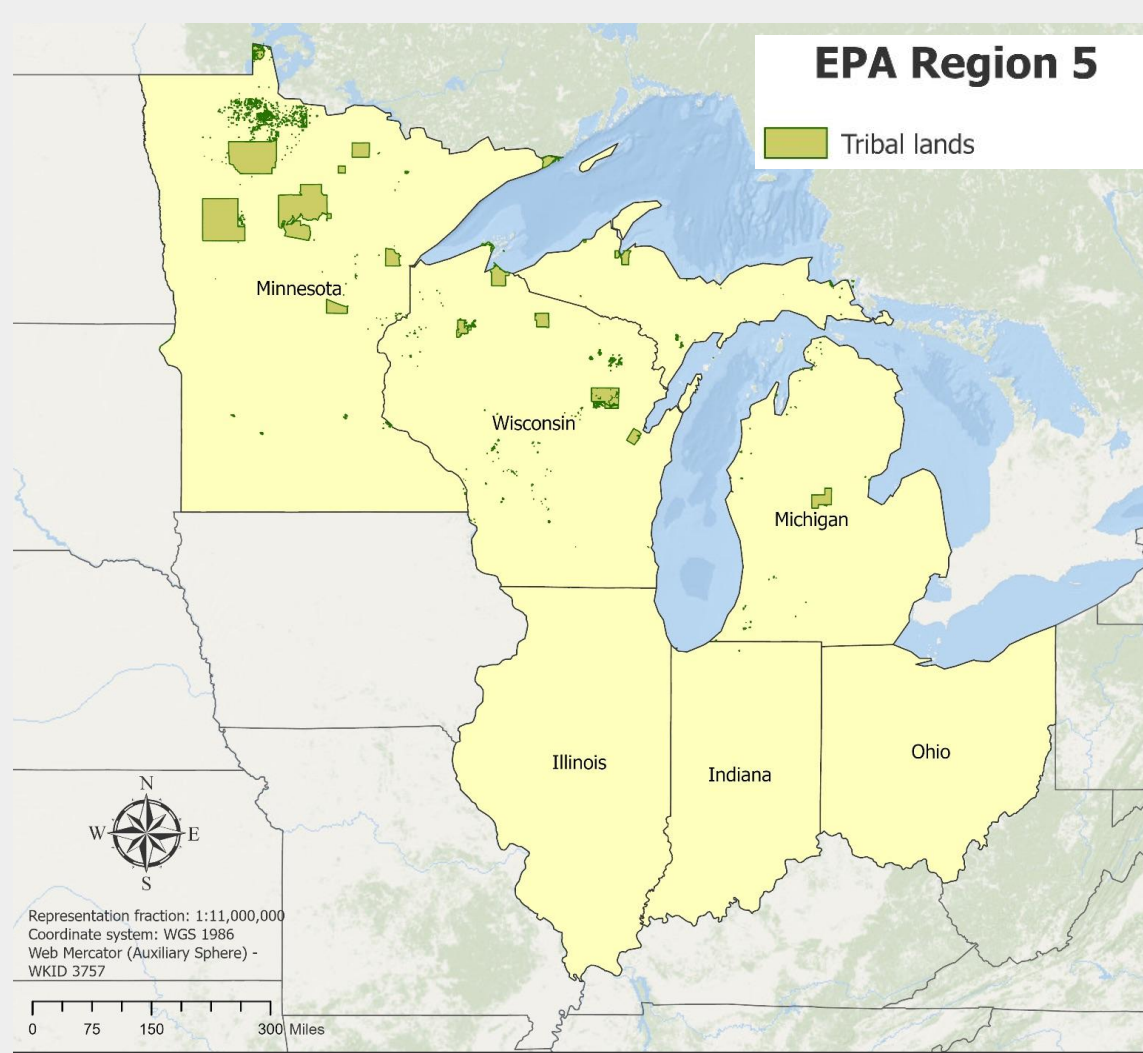 EPA Region 5
Tribal lands
Minnesota
Wisconsin
Michigan
Illinois
Indiana
Ohio
N
W E
S
Representation fraction: 1:11,000,000
Coordinate system: WGS 1986
Web Mercator (Auxiliary Sphere) -
WKID 3757
0 75 150 300 Miles